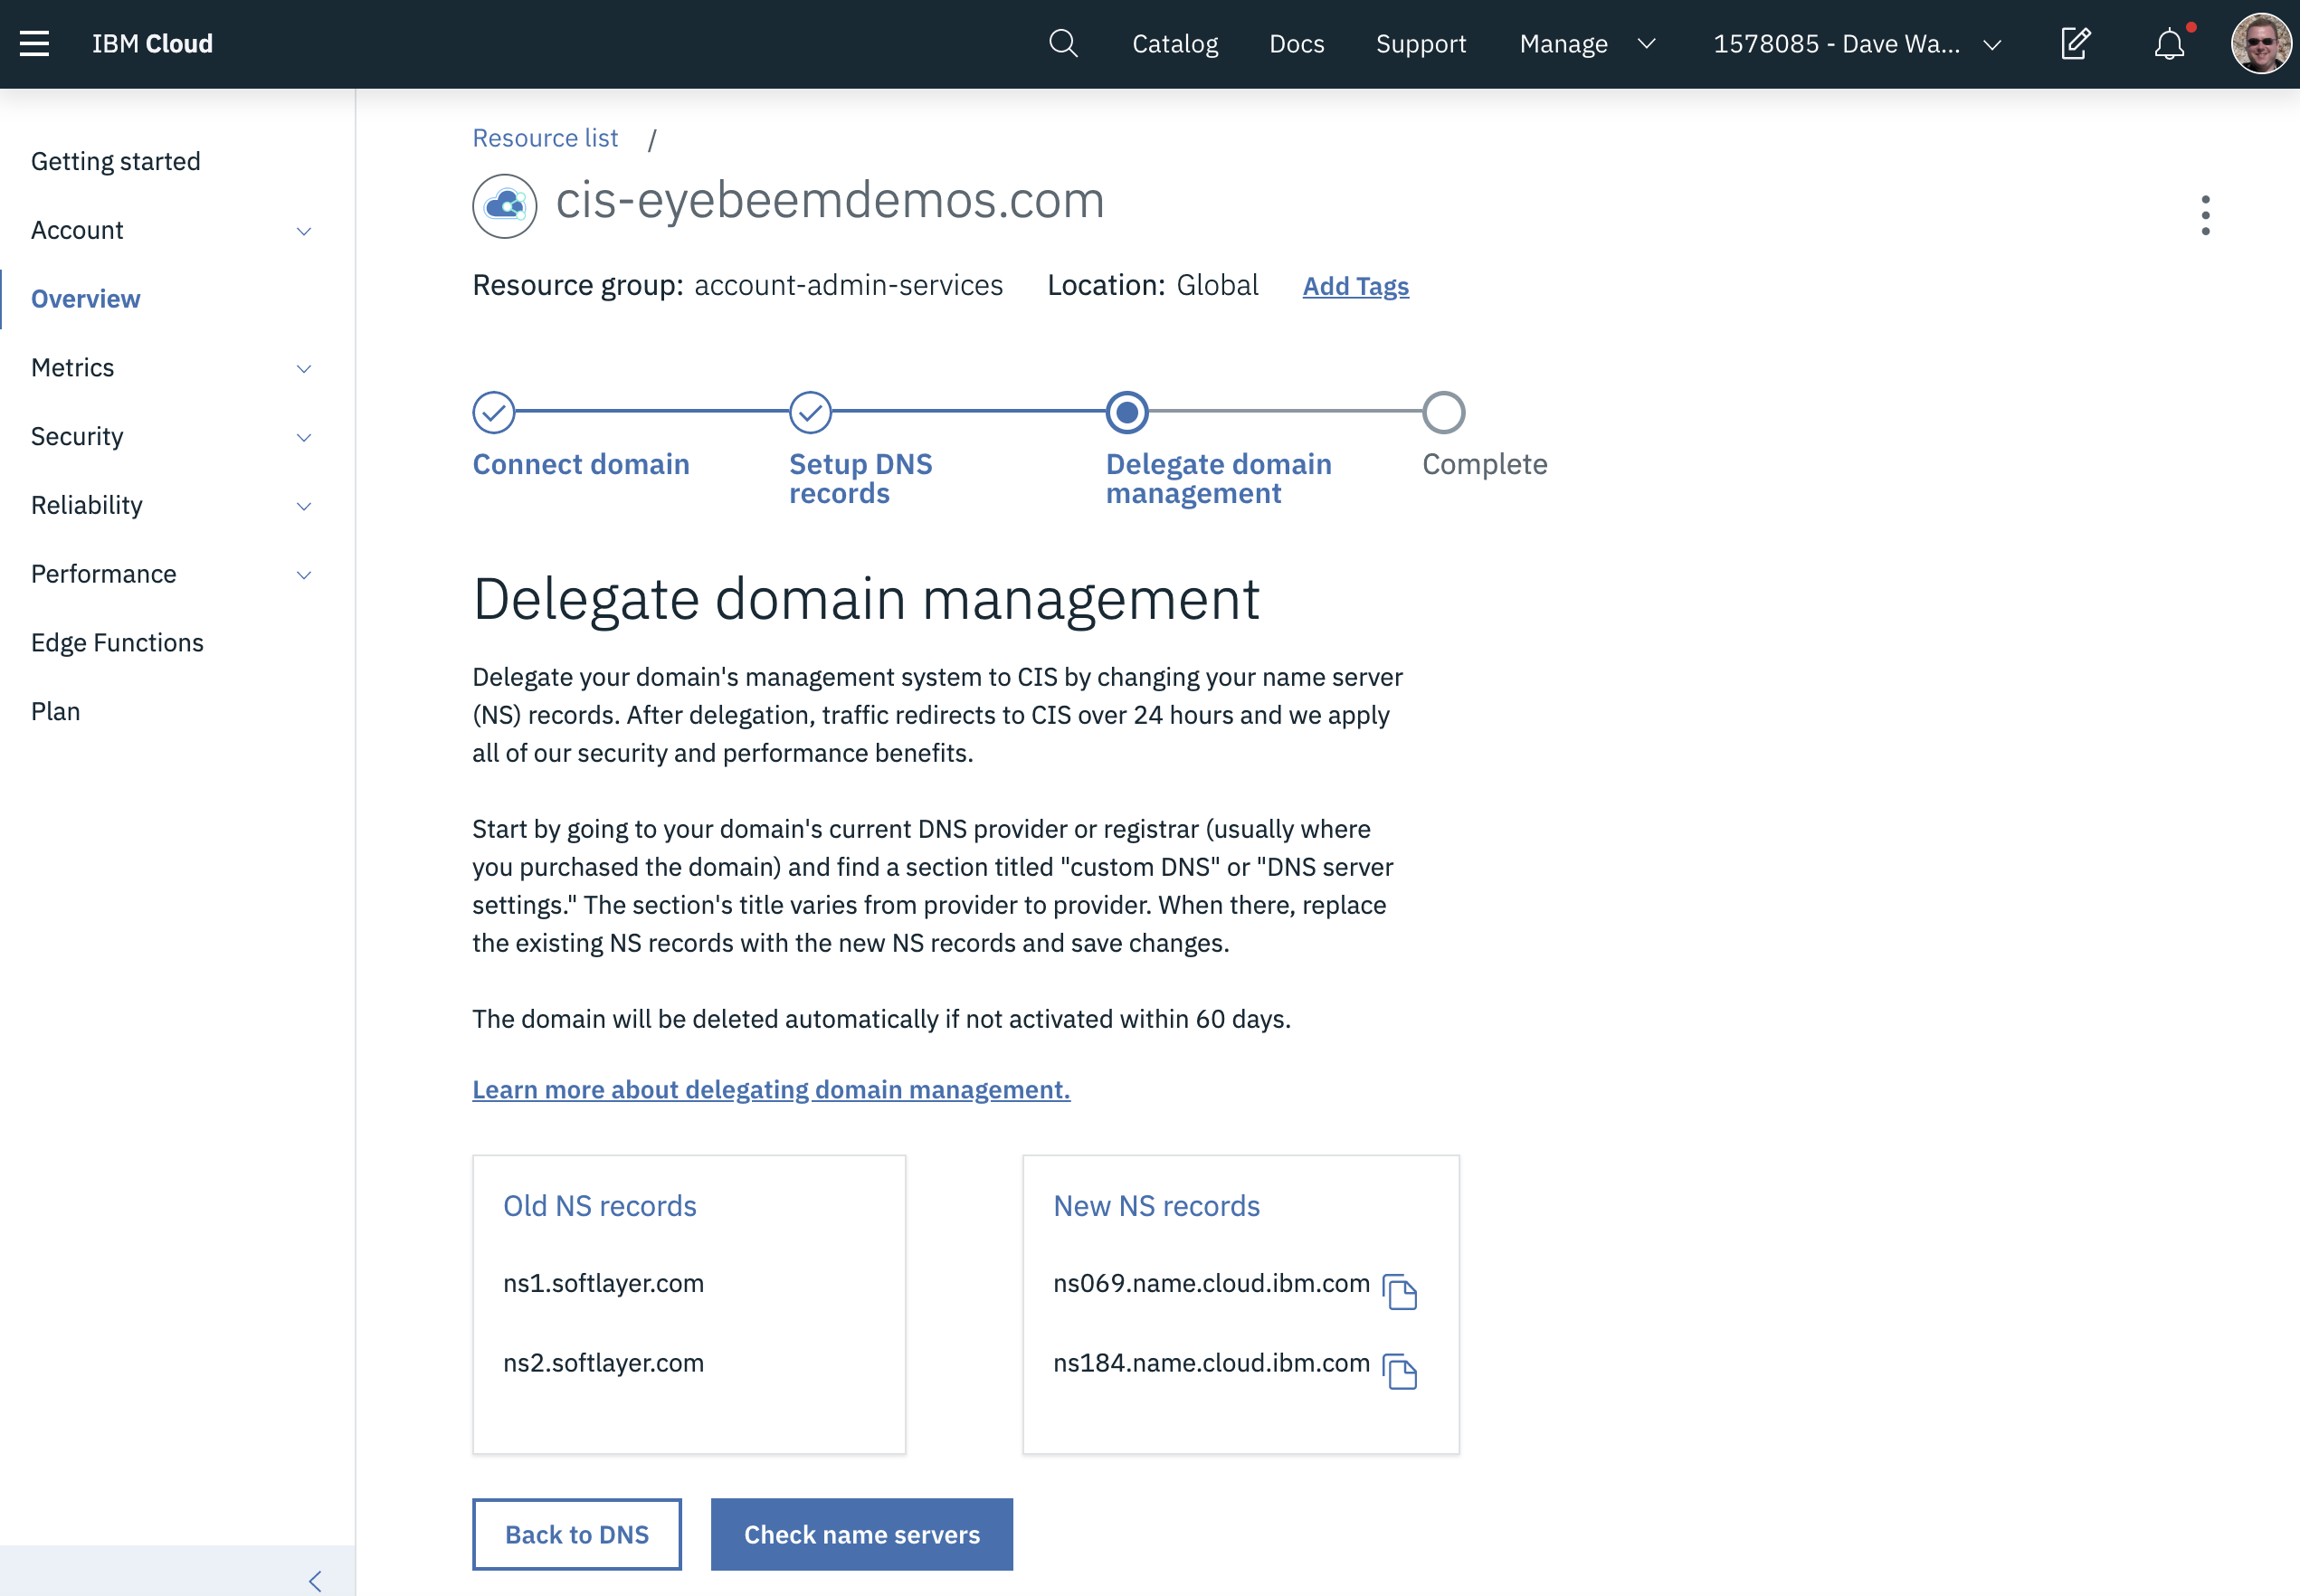 IBM Cloud
Catalog
Docs
Support
Manage
1578085 - Dave Wa...
Getting started
Account
Overview
Metrics
Security
Reliability
Performance
Edge Functions
Plan
Resource list /
cis-eyebeemdemos.com
Resource group: account-admin-services Location: Global Add Tags
Connect domain
Setup DNS
records
Delegate domain
management
Complete
Delegate domain management
Delegate your domain's management system to CIS by changing your name server
(NS) records. After delegation, traffic redirects to CIS over 24 hours and we apply
all of our security and performance benefits.
Start by going to your domain's current DNS provider or registrar (usually where
you purchased the domain) and find a section titled "custom DNS" or "DNS server
settings." The section's title varies from provider to provider. When there, replace
the existing NS records with the new NS records and save changes.
The domain will be deleted automatically if not activated within 60 days.
Learn more about delegating domain management.
Old NS records
ns1.softlayer.com
ns2.softlayer.com
New NS records
ns069.name.cloud.ibm.com
ns184.name.cloud.ibm.com
Back to DNS
Check name servers